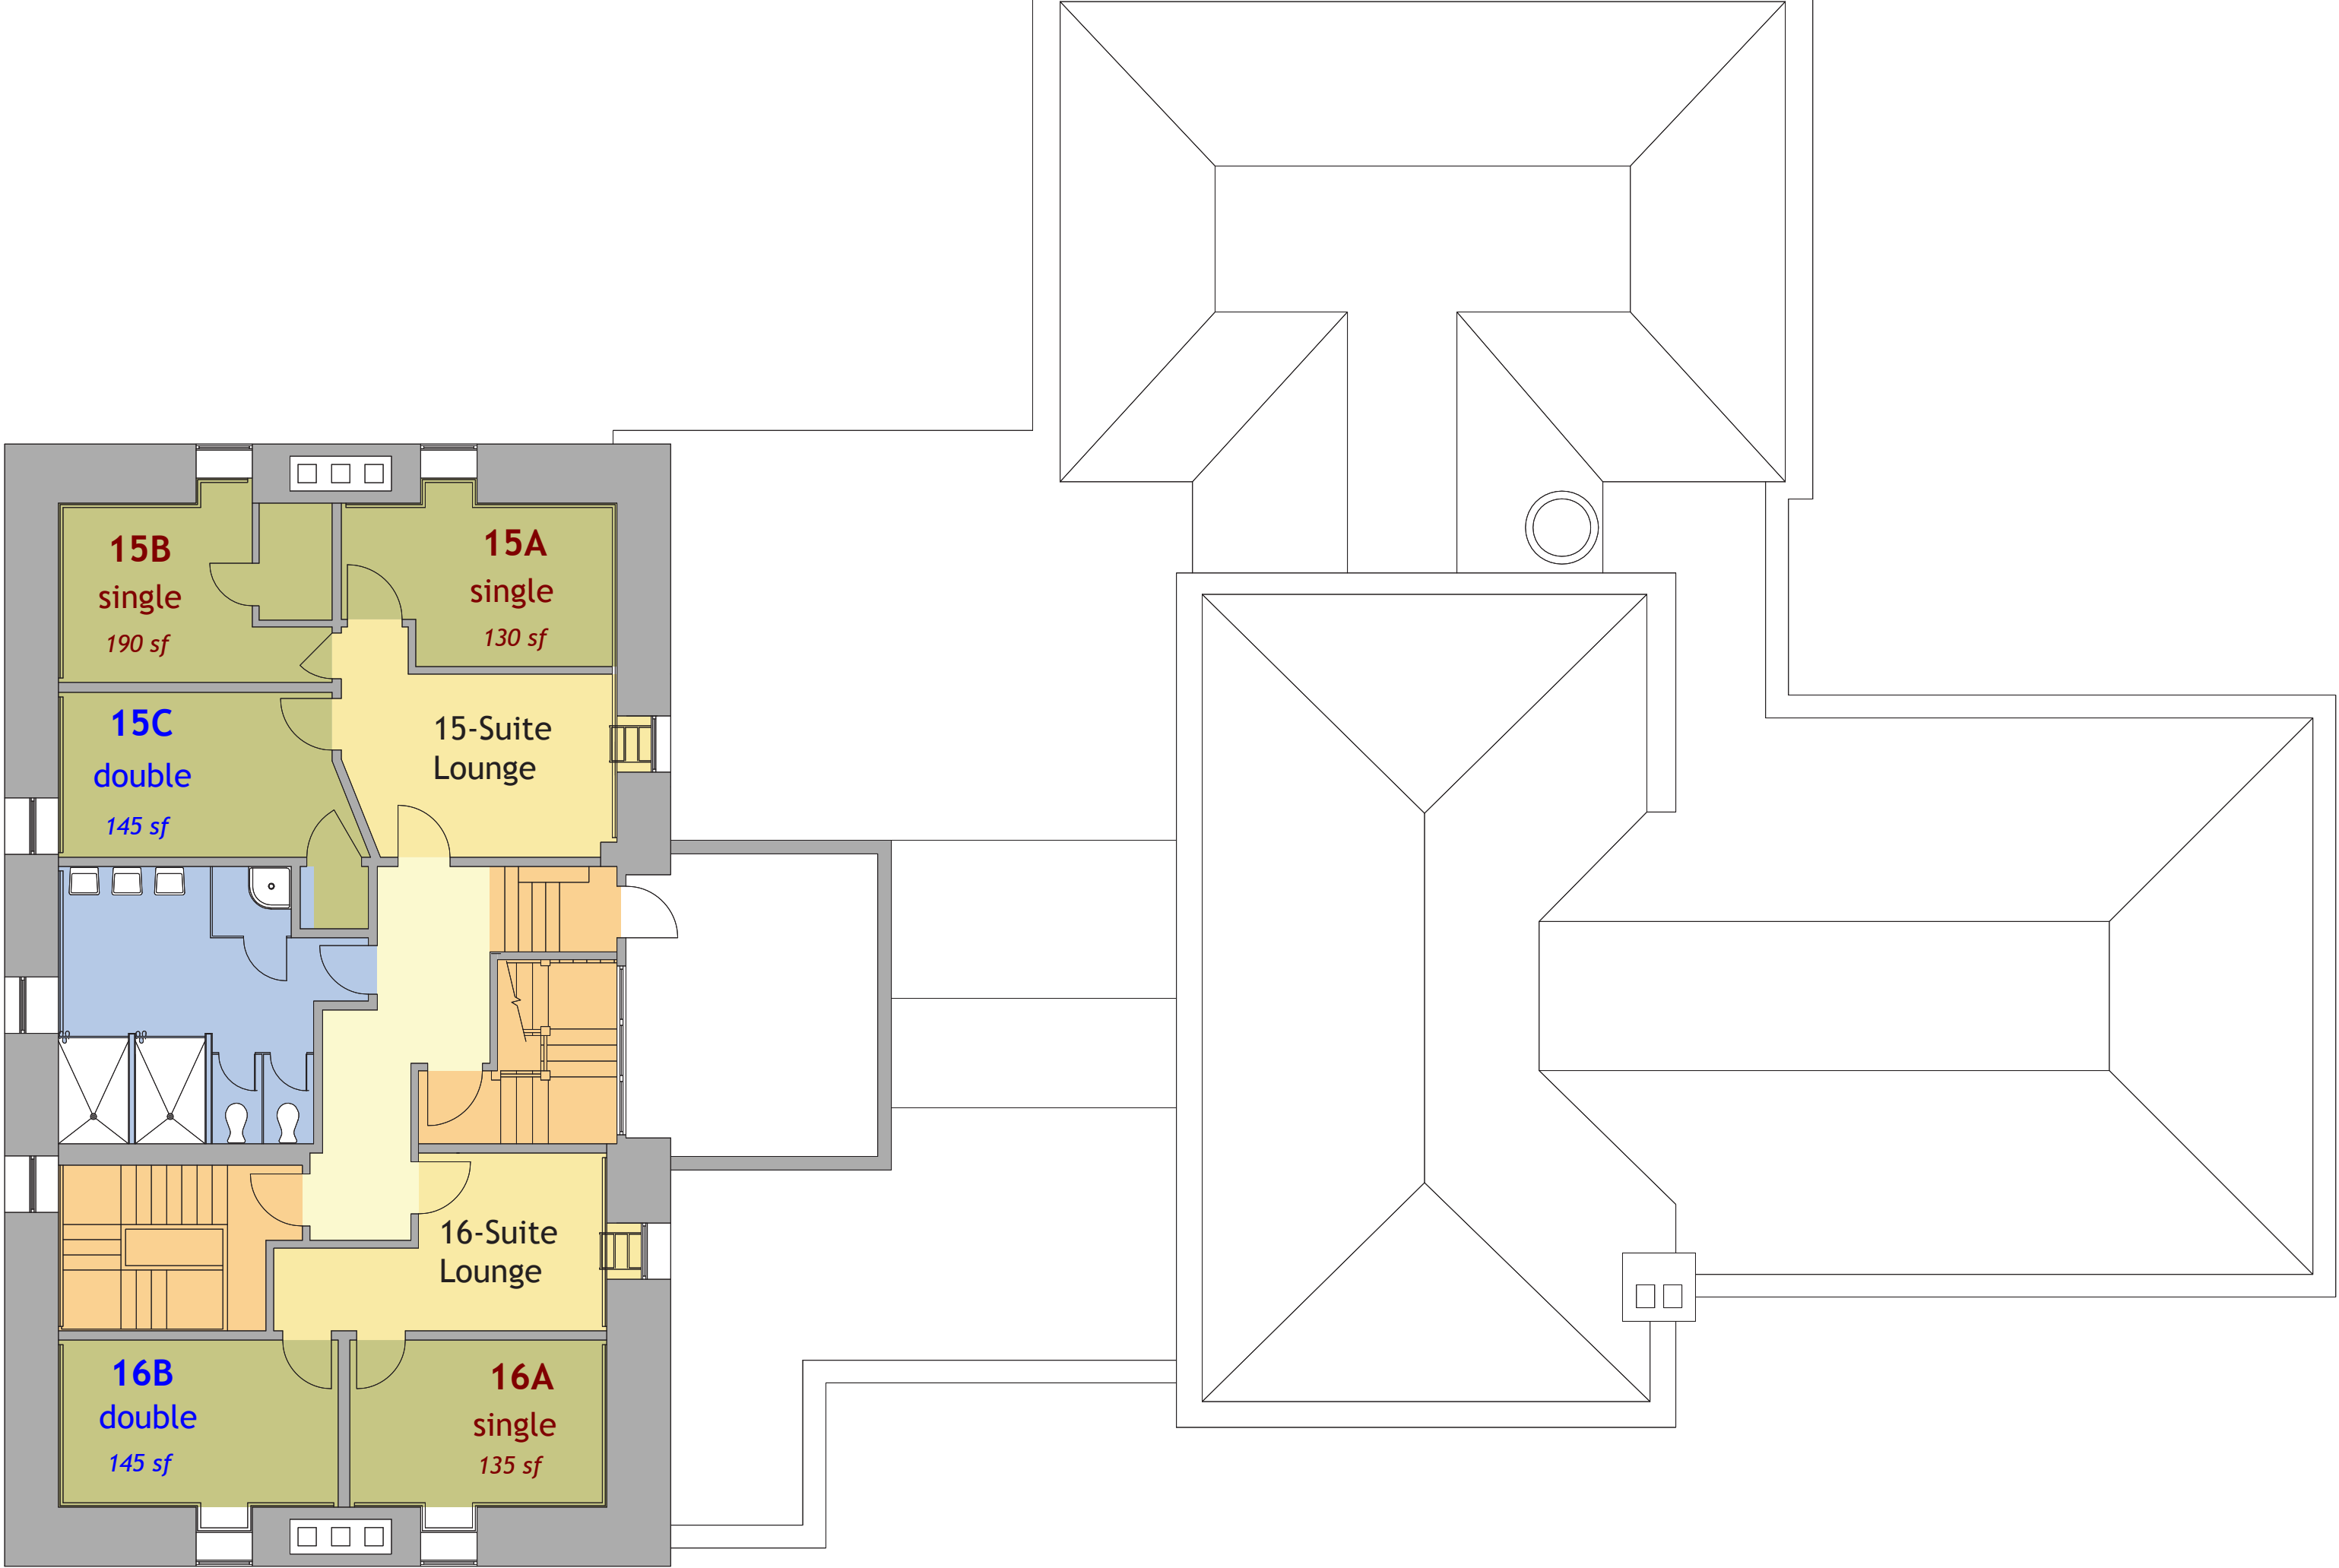 15B
single
190 sf
15A
single
130 sf
15C
double
145 sf
15-Suite
Lounge
16-Suite
Lounge
16B
double
145 sf
16A
single
135 sf